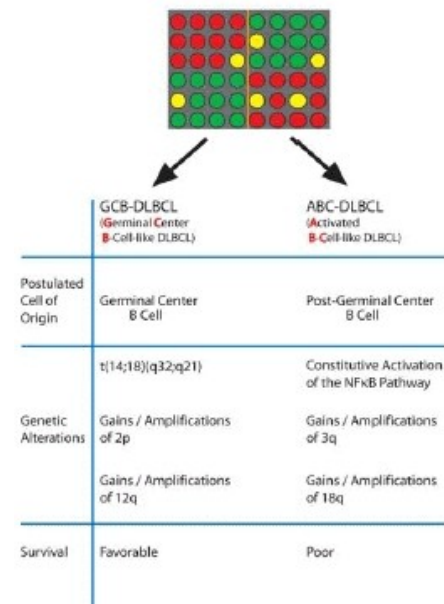 GCB-DLBCL
(Germinal Center
B-Cell-like DLBCL)
ABC-DLBCL
(Activated
B-Cell-like DLBCL)
Postulated
Cell of
Origin
Germinal Center
B Cell
Post-Germinal Center
B Cell
Genetic
Alterations
t(14;18)(q32;q21)
Constitutive Activation
of the NFκB Pathway
Gains / Amplifications
of 2p
Gains / Amplifications
of 3q
Gains / Amplifications
of 12q
Gains / Amplifications
of 18q
Survival
Favorable
Poor